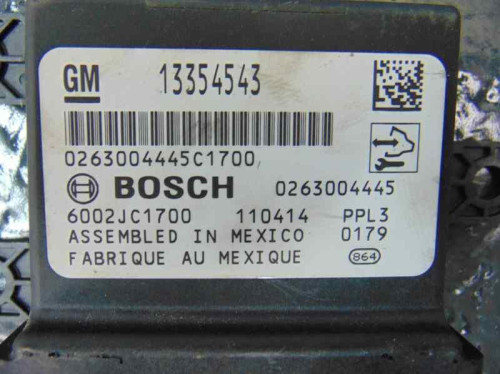 GM 13354543
0263004445C1700
BOSCH 0263004445
6002JC1700 110414 PPL3
ASSEMBLED IN MEXICO 0179
FABRIQUE AU MEXIQUE 864